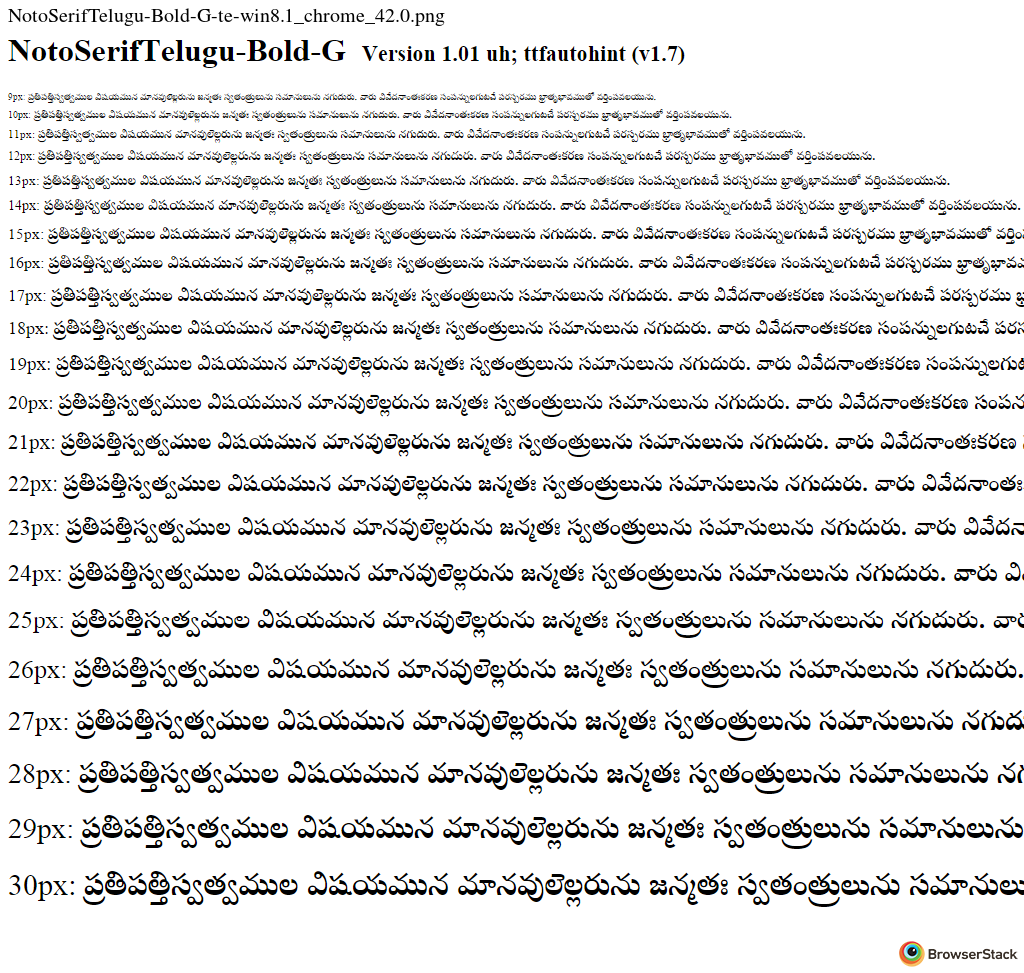 NotoSerifTelugu-Bold-G-te-win8.1_chrome_42.0.png
NotoSerifTelugu-Bold-G Version 1.01 uh; ttfautohint (v1.7)
9px: ప్రతిపత్తిస్వత్వముల విషయమున మానవులెల్లరును జన్మతః స్వతంత్రులును సమానులును నగుదురు. వారు వివేదనాంతఃకరణ సంపన్నులగుటచే పరస్పరము భ్రాతృభావముతో వర్తింపవలయును.
10px: ప్రతిపత్తిస్వత్వముల విషయమున మానవులెల్లరును జన్మతః స్వతంత్రులును సమానులును నగుదురు. వారు వివేదనాంతఃకరణ సంపన్నులగుటచే పరస్పరము భ్రాతృభావముతో వర్తింపవలయును.
11px: ప్రతిపత్తిస్వత్వముల విషయమున మానవులెల్లరును జన్మతః స్వతంత్రులును సమానులును నగుదురు. వారు వివేదనాంతఃకరణ సంపన్నులగుటచే పరస్పరము భ్రాతృభావముతో వర్తింపవలయును.
12px: ప్రతిపత్తిస్వత్వముల విషయమున మానవులెల్లరును జన్మతః స్వతంత్రులును సమానులును నగుదురు. వారు వివేదనాంతఃకరణ సంపన్నులగుటచే పరస్పరము భ్రాతృభావముతో వర్తింపవలయును.
13px: ప్రతిపత్తిస్వత్వముల విషయమున మానవులెల్లరును జన్మతః స్వతంత్రులును సమానులును నగుదురు. వారు వివేదనాంతఃకరణ సంపన్నులగుటచే పరస్పరము భ్రాతృభావముతో వర్తింపవలయును.
14px: ప్రతిపత్తిస్వత్వముల విషయమున మానవులెల్లరును జన్మతః స్వతంత్రులును సమానులును నగుదురు. వారు వివేదనాంతఃకరణ సంపన్నులగుటచే పరస్పరము భ్రాతృభావముతో వర్తింపవలయును.
15px: ప్రతిపత్తిస్వత్వముల విషయమున మానవులెల్లరును జన్మతః స్వతంత్రులును సమానులును నగుదురు. వారు వివేదనాంతఃకరణ సంపన్నులగుటచే పరస్పరము భ్రాతృభావముతో
16px: ప్రతిపత్తిస్వత్వముల విషయమున మానవులెల్లరును జన్మతః స్వతంత్రులును సమానులును నగుదురు. వారు వివేదనాంతఃకరణ సంపన్నులగుటచే పరస్పరము
17px: ప్రతిపత్తిస్వత్వముల విషయమున మానవులెల్లరును జన్మతః స్వతంత్రులును సమానులును నగుదురు. వారు వివేదనాంతఃకరణ సంపన్నులగుటచే పరస్పరము
18px: ప్రతిపత్తిస్వత్వముల విషయమున మానవులెల్లరును జన్మతః స్వతంత్రులును సమానులును నగుదురు. వారు వివేదనాంతఃకరణ సంపన్నులగుటచే
19px: ప్రతిపత్తిస్వత్వముల విషయమున మానవులెల్లరును జన్మతః స్వతంత్రులును సమానులును నగుదురు. వారు వివేదనాంతఃకరణ
20px: ప్రతిపత్తిస్వత్వముల విషయమున మానవులెల్లరును జన్మతః స్వతంత్రులును సమానులును నగుదురు. వారు వివేదనాంతఃకరణ
21px: ప్రతిపత్తిస్వత్వముల విషయమున మానవులెల్లరును జన్మతః స్వతంత్రులును సమానులును నగుదురు. వారు వివేదనాంతఃకరణ
22px: ప్రతిపత్తిస్వత్వముల విషయమున మానవులెల్లరును జన్మతః స్వతంత్రులును సమానులును నగుదురు. వారు
23px: ప్రతిపత్తిస్వత్వముల విషయమున మానవులెల్లరును జన్మతః స్వతంత్రులును సమానులును నగుదురు. వారు
24px: ప్రతిపత్తిస్వత్వముల విషయమున మానవులెల్లరును జన్మతః స్వతంత్రులును సమానులును నగుదురు. వారు
25px: ప్రతిపత్తిస్వత్వముల విషయమున మానవులెల్లరును జన్మతః స్వతంత్రులును సమానులును నగుదురు.
26px: ప్రతిపత్తిస్వత్వముల విషయమున మానవులెల్లరును జన్మతః స్వతంత్రులును సమానులును నగుదురు.
27px: ప్రతిపత్తిస్వత్వముల విషయమున మానవులెల్లరును జన్మతః స్వతంత్రులును సమానులును
28px: ప్రతిపత్తిస్వత్వముల విషయమున మానవులెల్లరును జన్మతః స్వతంత్రులును సమానులును
29px: ప్రతిపత్తిస్వత్వముల విషయమున మానవులెల్లరును జన్మతః స్వతంత్రులును సమానులును
30px: ప్రతిపత్తిస్వత్వముల విషయమున మానవులెల్లరును జన్మతః స్వతంత్రులును
BrowserStack